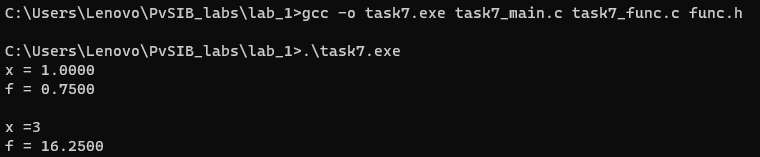 C:\Users\Lenovo\PvSIB_labs\lab_1>gcc -o task7.exe task7_main.c task7_func.c func.h
C:\Users\Lenovo\PvSIB_labs\lab_1>.\task7.exe
x = 1.0000
f = 0.7500
x =3
f = 16.2500